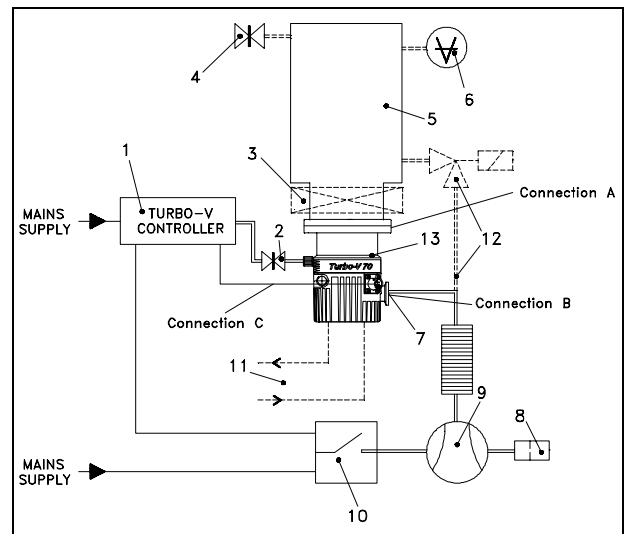 4
6
5
1
3
Connection A
MAINS
SUPPLY
TURBO-V
CONTROLLER
2
13
12
Turbo-V 70
Connection C
Connection B
7
11
9
8
MAINS
SUPPLY
10